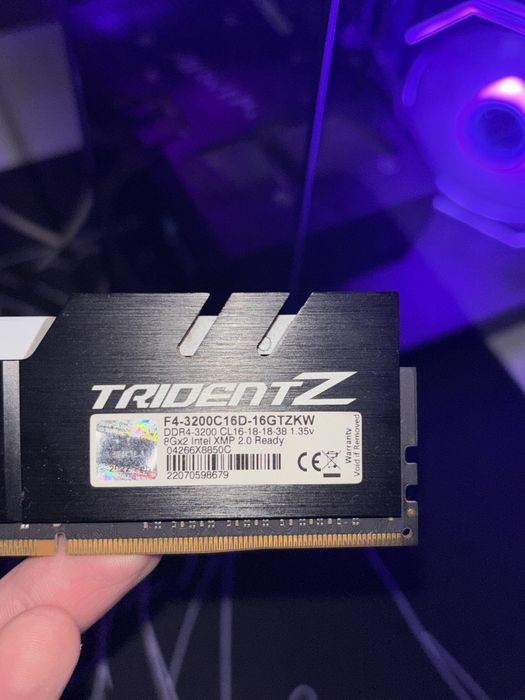 TRIDENTZ
F4-3200C16D-16GTZKW
DDR4-3200 CL16-18-18-38 1.35v
8Gx2 Intel XMP 2.0 Ready
04266X8850C
22070598679
CE
Warranty
Void if Removed